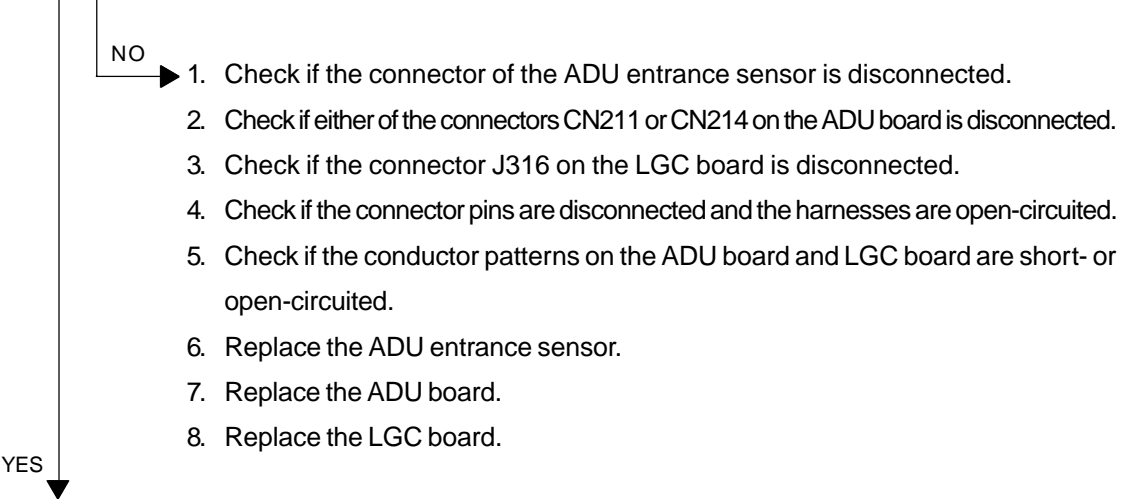 NO
1. Check if the connector of the ADU entrance sensor is disconnected.
2. Check if either of the connectors CN211 or CN214 on the ADU board is disconnected.
3. Check if the connector J316 on the LGC board is disconnected.
4. Check if the connector pins are disconnected and the harnesses are open-circuited.
5. Check if the conductor patterns on the ADU board and LGC board are short- or
open-circuited.
6. Replace the ADU entrance sensor.
7. Replace the ADU board.
8. Replace the LGC board.
YES